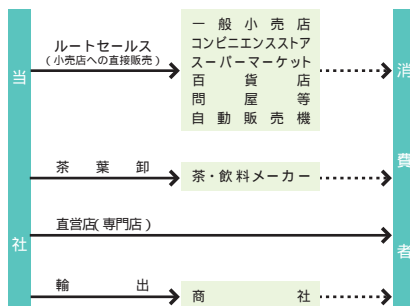 当社
ルートセールス
(小売店への直接販売)
一般小売店
コンビニエンスストア
スーパーマーケット
百貨店
問屋等
自動販売機
茶葉卸
茶・飲料メーカー
直営店(専門店)
輸出
商社
消費者